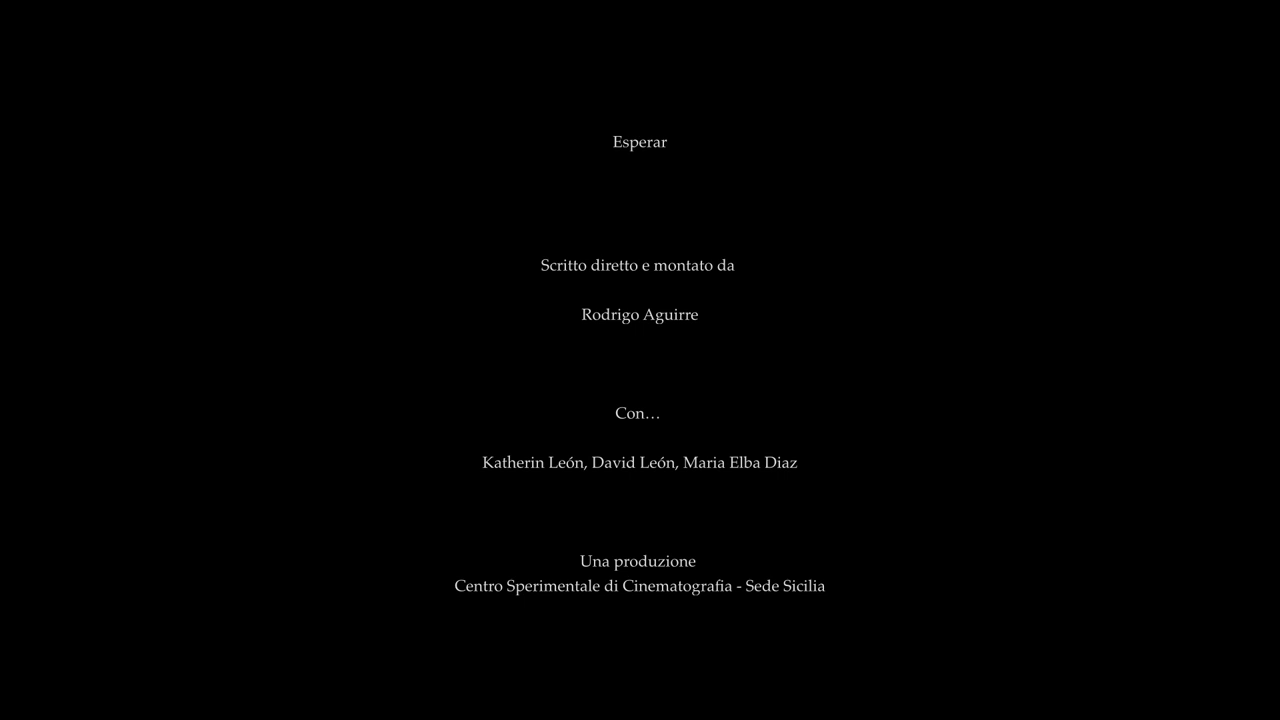 Esperar
Scritto diretto e montato da
Rodrigo Aguirre
Con…
Katherin León, David León, Maria Elba Diaz
Una produzione
Centro Sperimentale di Cinematografia - Sede Sicilia